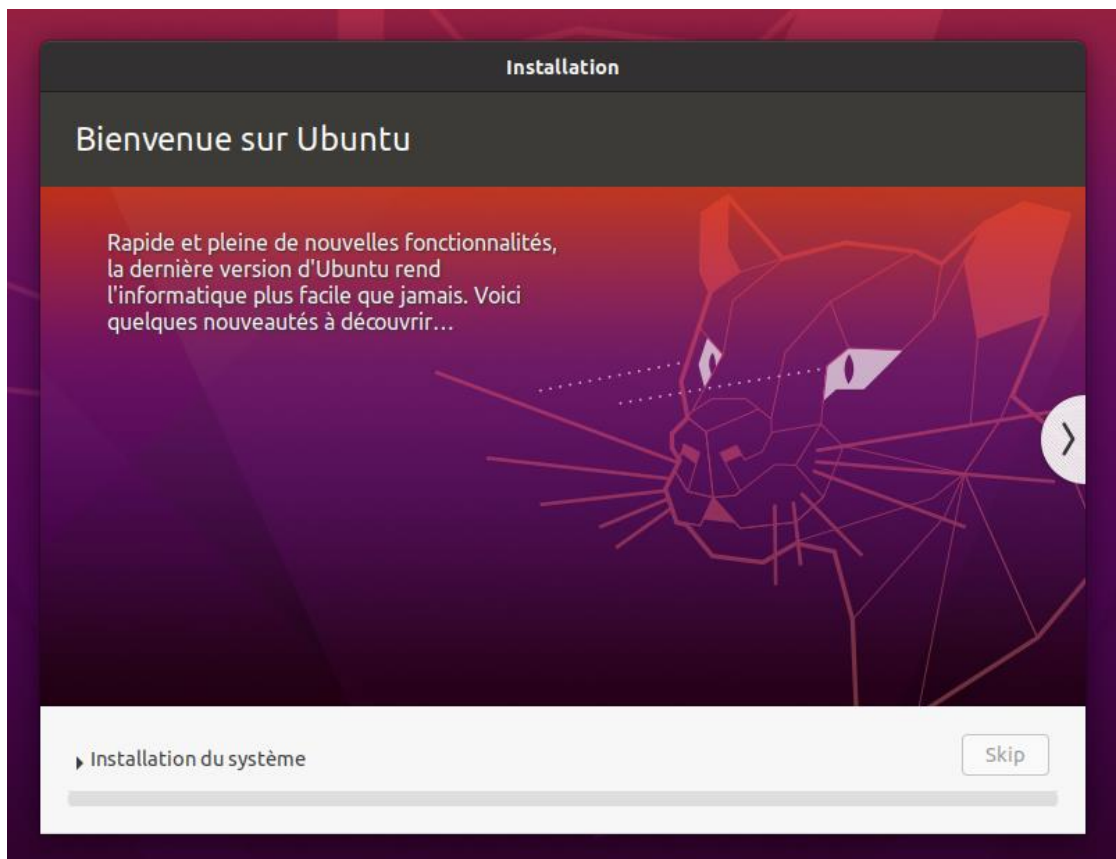 Installation
Bienvenue sur Ubuntu
Rapide et pleine de nouvelles fonctionnalités,
la dernière version d'Ubuntu rend
l'informatique plus facile que jamais. Voici
quelques nouveautés à découvrir…
Installation du système
Skip